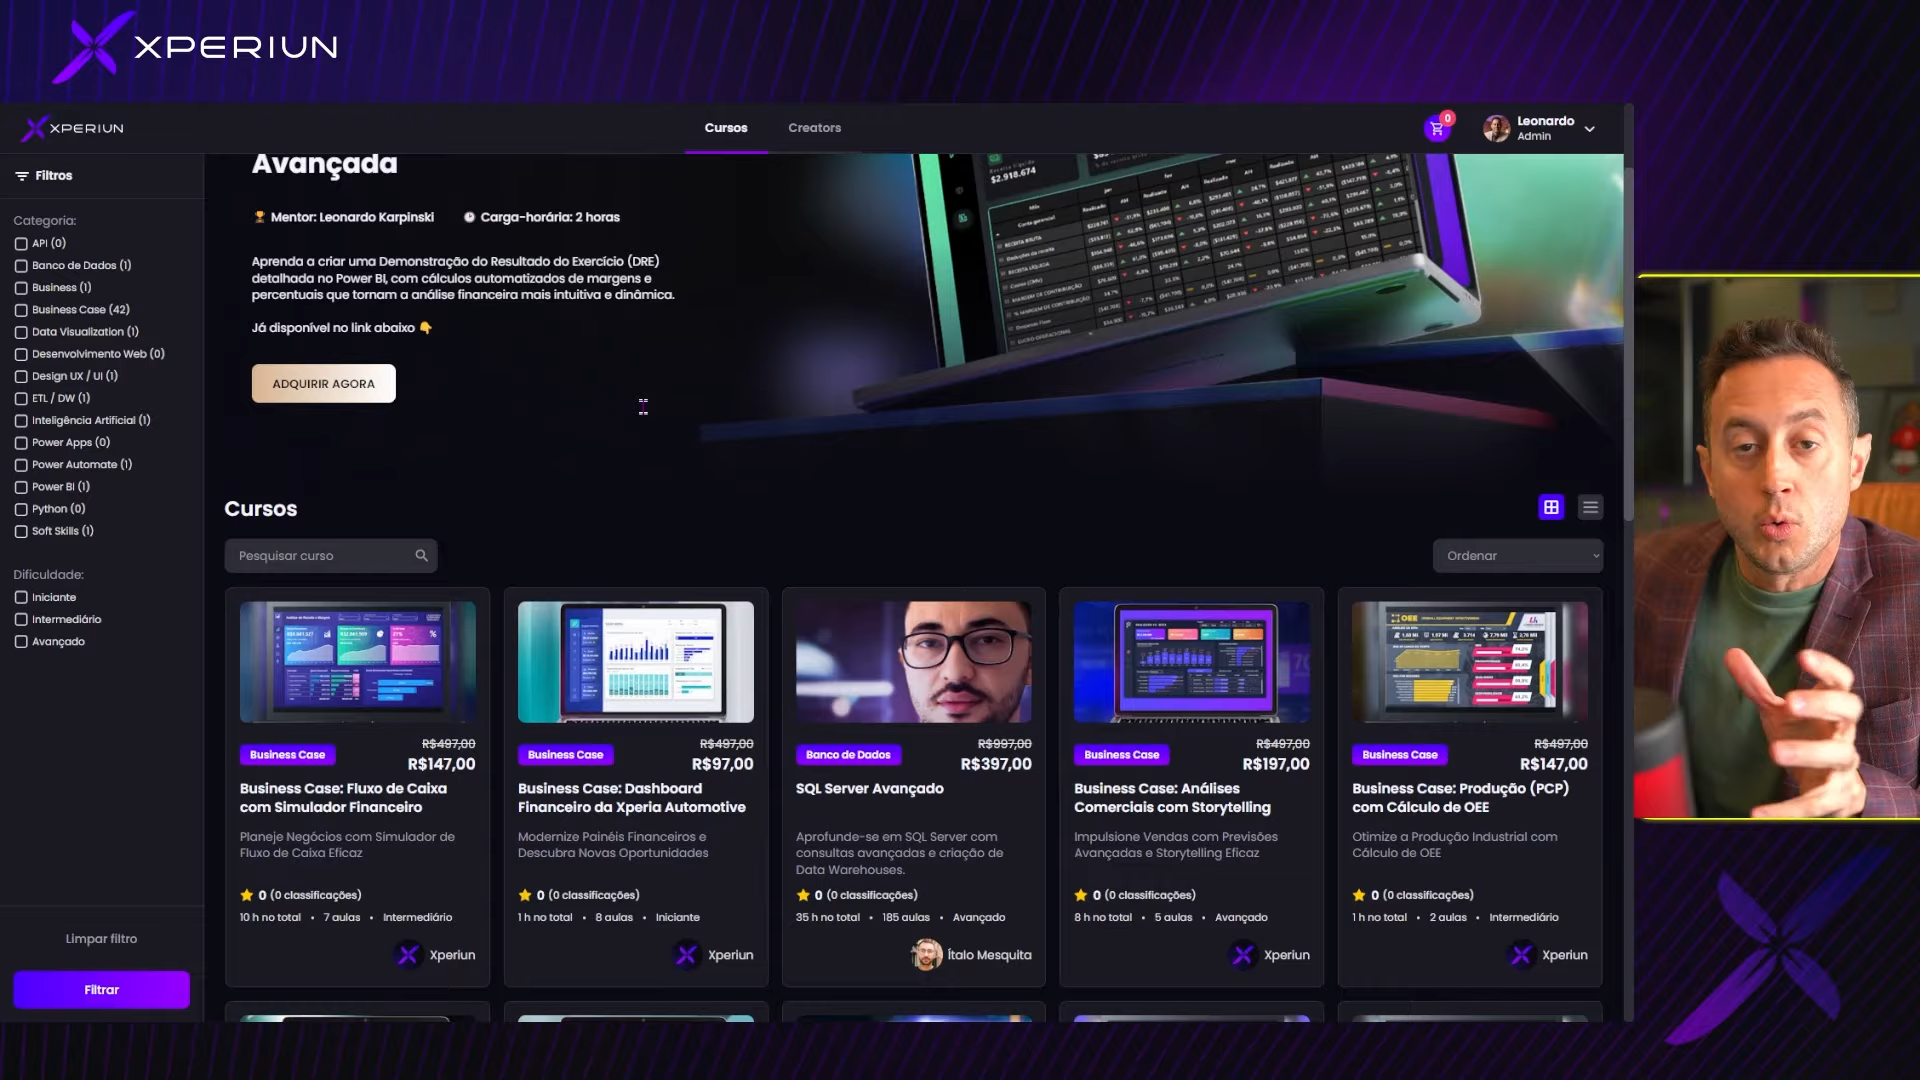 XPERIUN
XPERIUN
Cursos
Creators
0
Leonardo
Admin
Filtros
Categoria:
API (0)
Banco de Dados (1)
Business (1)
Business Case (42)
Data Visualization (1)
Desenvolvimento Web (0)
Design UX / UI (1)
ETL / DW (1)
Inteligência Artificial (1)
Power Apps (0)
Power Automate (1)
Power BI (1)
Python (0)
Soft Skills (1)
Dificuldade:
Iniciante
Intermediário
Avançado
Limpar filtro
Filtrar
Avançada
Mentor: Leonardo Karpinski
Carga-horária: 2 horas
Aprenda a criar uma Demonstração do Resultado do Exercício (DRE)
detalhada no Power BI, com cálculos automatizados de margens e
percentuais que tornam a análise financeira mais intuitiva e dinâmica.
Já disponível no link abaixo
ADQUIRIR AGORA
R$2.918.674
Cursos
Pesquisar curso
Ordenar
Business Case
R$497,00
R$147,00
Business Case: Fluxo de Caixa
com Simulador Financeiro
Planeje Negócios com Simulador de
Fluxo de Caixa Eficaz
0 (0 classificações)
10 h no total • 7 aulas • Intermediário
Xperiun
Business Case
R$497,00
R$97,00
Business Case: Dashboard
Financeiro da Xperia Automotive
Modernize Painéis Financeiros e
Descubra Novas Oportunidades
0 (0 classificações)
1 h no total • 8 aulas • Iniciante
Xperiun
Banco de Dados
R$997,00
R$397,00
SQL Server Avançado
Aprofunde-se em SQL Server com
consultas avançadas e criação de
Data Warehouses.
0 (0 classificações)
35 h no total • 185 aulas • Avançado
Ítalo Mesquita
Business Case
R$497,00
R$197,00
Business Case: Análises
Comerciais com Storytelling
Impulsione Vendas com Previsões
Avançadas e Storytelling Eficaz
0 (0 classificações)
8 h no total • 5 aulas • Avançado
Xperiun
OEE
Business Case
R$497,00
R$147,00
Business Case: Produção (PCP)
com Cálculo de OEE
Otimize a Produção Industrial com
Cálculo de OEE
0 (0 classificações)
1 h no total • 2 aulas • Intermediário
Xperiun